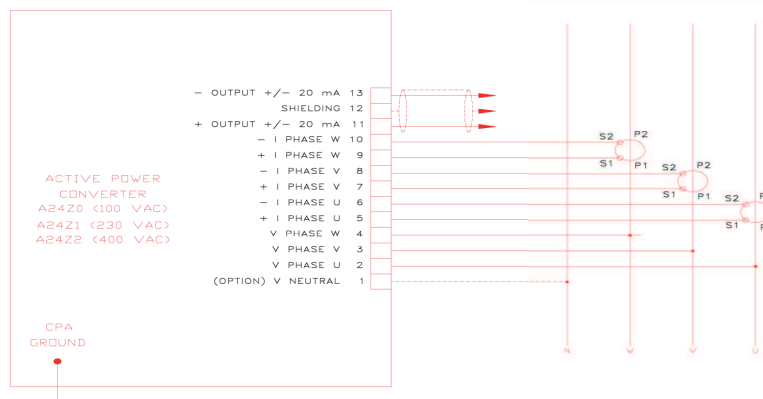 - OUTPUT +/- 20 mA 13
SHIELDING 12
+ OUTPUT +/- 20 mA 11
- I PHASE W 10
+ I PHASE W 9
- I PHASE V 8
+ I PHASE V 7
- I PHASE U 6
+ I PHASE U 5
V PHASE W 4
V PHASE V 3
V PHASE U 2
(OPTION) V NEUTRAL 1
ACTIVE POWER
CONVERTER
A24Z0 (100 VAC)
A24Z1 (230 VAC)
A24Z2 (400 VAC)
CPA
GROUND
S2 P2
S1 P1
S2 P2
S1 P1
S2
S1
N W V U